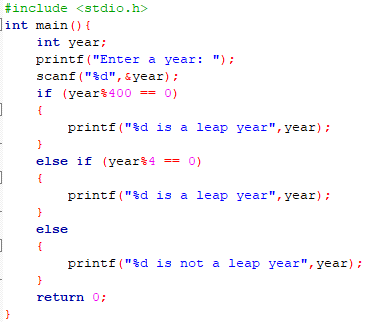 #include <stdio.h>
int main(){
    int year;
    printf("Enter a year: ");
    scanf("%d",&year);
    if (year%400 == 0)
    {
        printf("%d is a leap year",year);
    }
    else if (year%4 == 0)
    {
        printf("%d is a leap year",year);
    }
    else
    {
        printf("%d is not a leap year",year);
    }
    return 0;
}